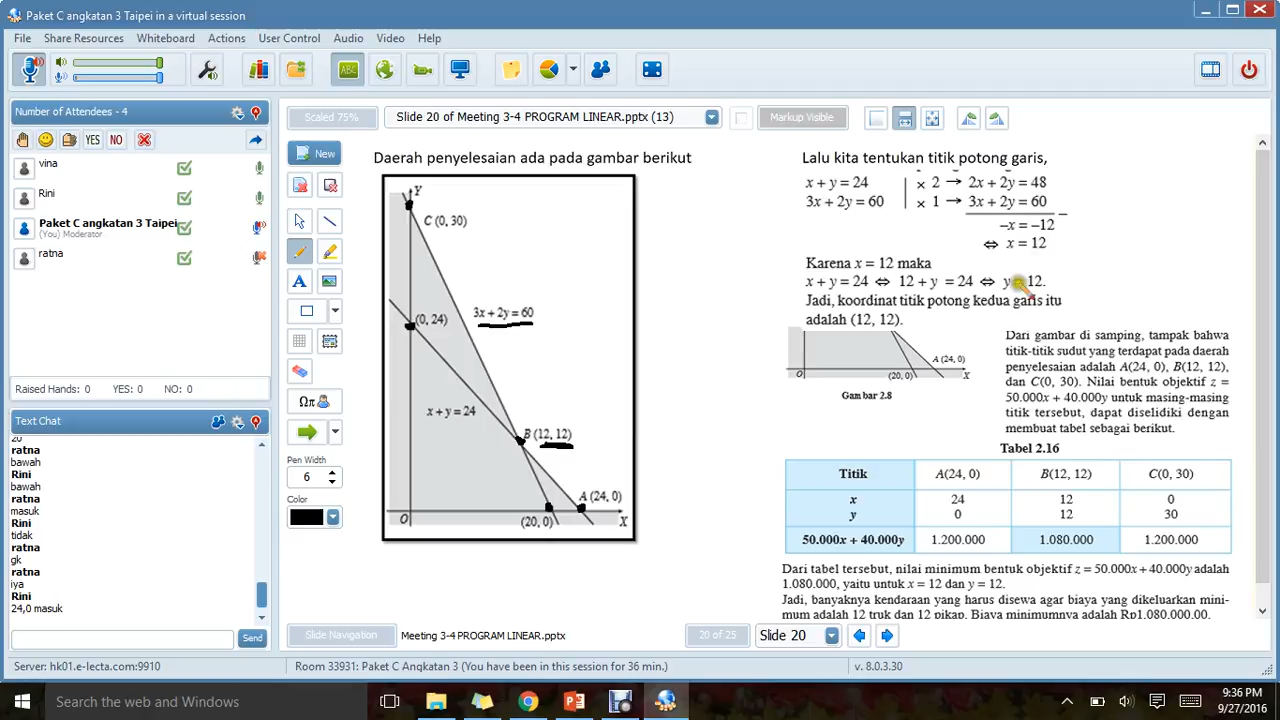 Paket C angkatan 3 Taipei in a virtual session
File Share Resources Whiteboard Actions User Control Audio Video Help
Number of Attendees - 4
YES NO
vina
Rini
Paket C angkatan 3 Taipei
(You) Moderator
ratna
Raised Hands: 0 YES: 0 NO: 0
Text Chat
20
ratna
bawah
Rini
bawah
ratna
masuk
Rini
tidak
ratna
gk
ratna
iya
Rini
24,0 masuk
Send
Scaled 75%
Slide 20 of Meeting 3-4 PROGRAM LINEAR.pptx (13)
Markup Visible
New
ABC
A
Ωπ
Pen Width
6
Color
Daerah penyelesaian ada pada gambar berikut
Y
C (0, 30)
3x + 2y = 60
(0, 24)
x + y = 24
B (12, 12)
A (24, 0)
O
(20, 0)
X
Lalu kita tentukan titik potong garis,
x + y = 24 × 2 → 2x + 2y = 48
3x + 2y = 60 × 1 → 3x + 2y = 60
–x = –12
⇔ x = 12
Karena x = 12 maka
x + y = 24 ⇔ 12 + y = 24 ⇔ y = 12.
Jadi, koordinat titik potong kedua garis itu
adalah (12, 12).
A (24, 0)
O
(20, 0)
X
Gambar 2.8
Dari gambar di samping, tampak bahwa
titik-titik sudut yang terdapat pada daerah
penyelesaian adalah A(24, 0), B(12, 12),
dan C(0, 30). Nilai bentuk objektif z =
50.000x + 40.000y untuk masing-masing
titik tersebut, dapat diselidiki dengan
membuat tabel sebagai berikut.
Tabel 2.16
Titik A(24, 0) B(12, 12) C(0, 30)
x 24 12 0
y 0 12 30
50.000x + 40.000y 1.200.000 1.080.000 1.200.000
Dari tabel tersebut, nilai minimum bentuk objektif z = 50.000x + 40.000y adalah
1.080.000, yaitu untuk x = 12 dan y = 12.
Jadi, banyaknya kendaraan yang harus disewa agar biaya yang dikeluarkan mini-
mum adalah 12 truk dan 12 pikap. Biaya minimumnya adalah Rp1.080.000,00.
Slide Navigation
Meeting 3-4 PROGRAM LINEAR.pptx
20 of 25
Slide 20
Server: hk01.e-lecta.com:9910
Room 33931: Paket C Angkatan 3 (You have been in this session for 36 min.)
v. 8.0.3.30
Search the web and Windows
9:36 PM
9/27/2016